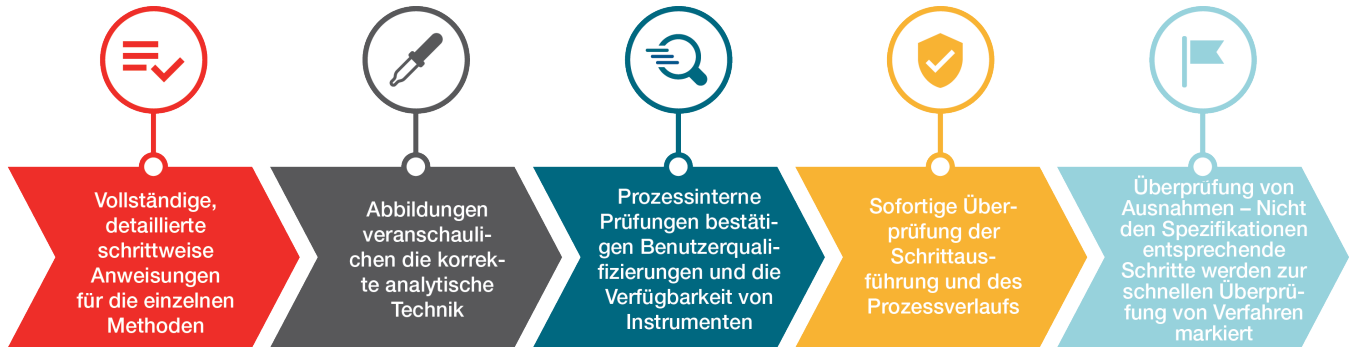 Vollständige,
detaillierte
schrittweise
Anweisungen
für die einzelnen
Methoden
Abbildungen
veranschauli-
chen die korrek-
te analytische
Technik
Prozessinterne
Prüfungen bestäti-
gen Benutzerquali-
fizierungen und die
Verfügbarkeit von
Instrumenten
Sofortige Über-
prüfung der
Schrittaus-
führung und des
Prozessverlaufs
Überprüfung von
Ausnahmen – Nicht
den Spezifikationen
entsprechende
Schritte werden zur
schnellen Überprü-
fung von Verfahren
markiert